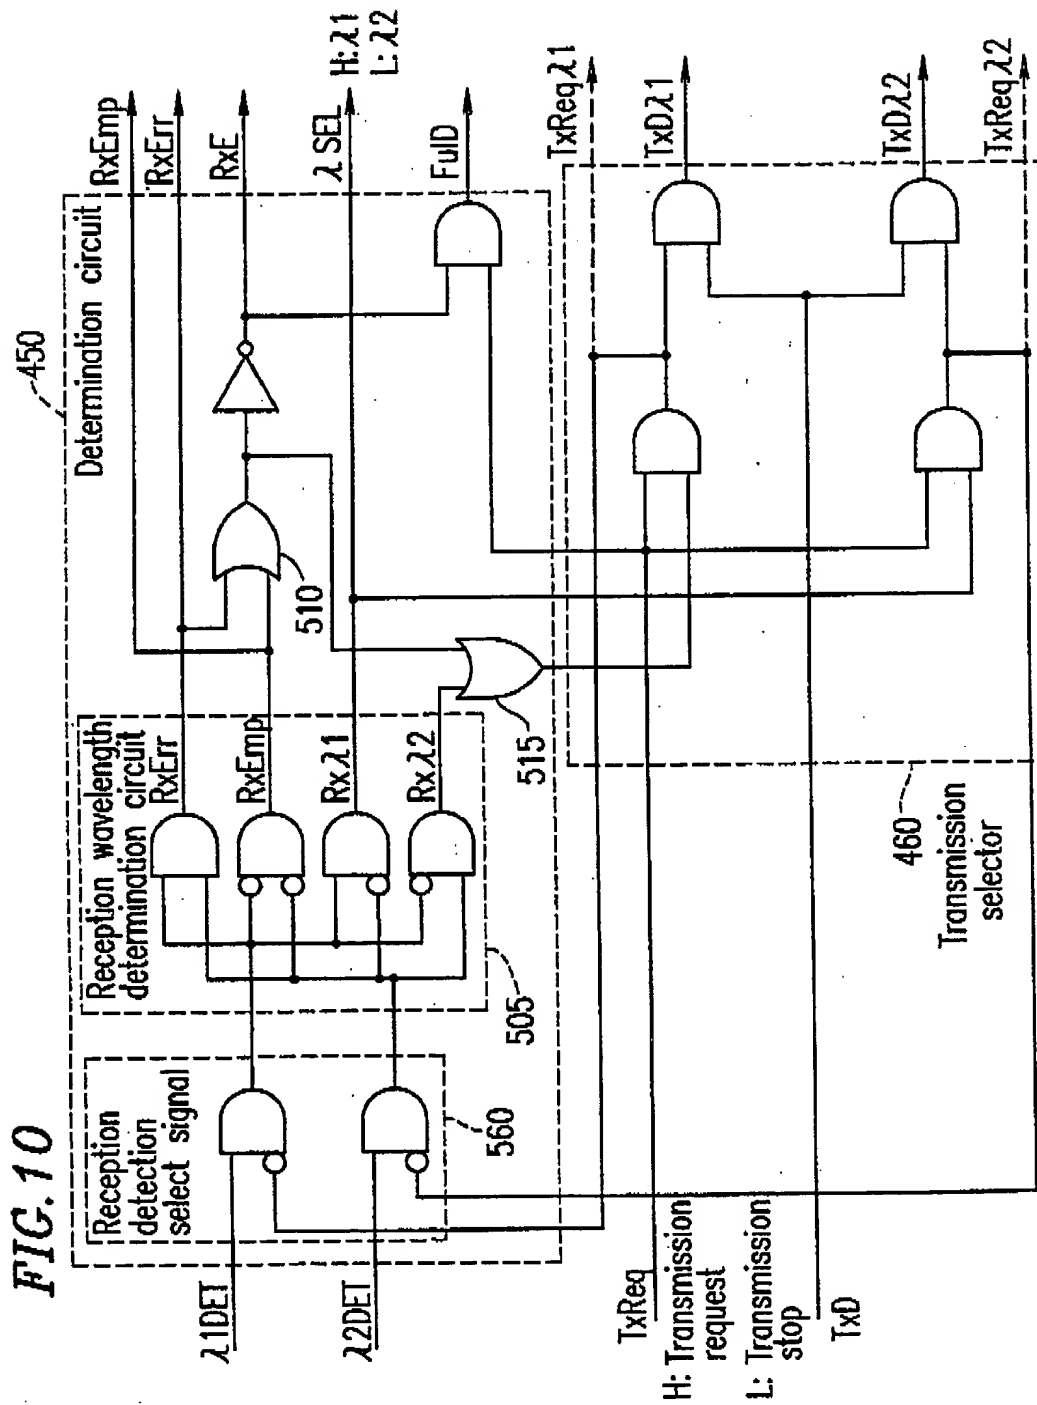 FIG.10
450
Determination circuit
RxEmp
RxErr
RxE
λ SEL
H:λ1
L:λ2
FulD
Reception wavelength
determination circuit
RxErr
RxEmp
Rxλ1
Rxλ2
505
510
515
Reception
detection
select signal
560
λ1DET
λ2DET
TxReqλ1
TxDλ1
TxDλ2
TxReqλ2
460
Transmission
selector
TxReq
H: Transmission
request
L: Transmission
stop
TxD